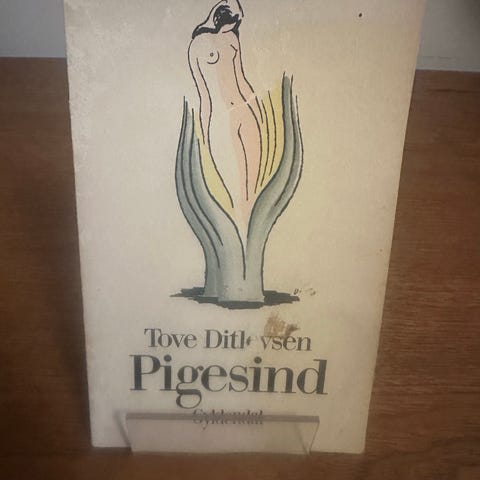 Tove Ditlevsen
Pigesind
Gyldendal